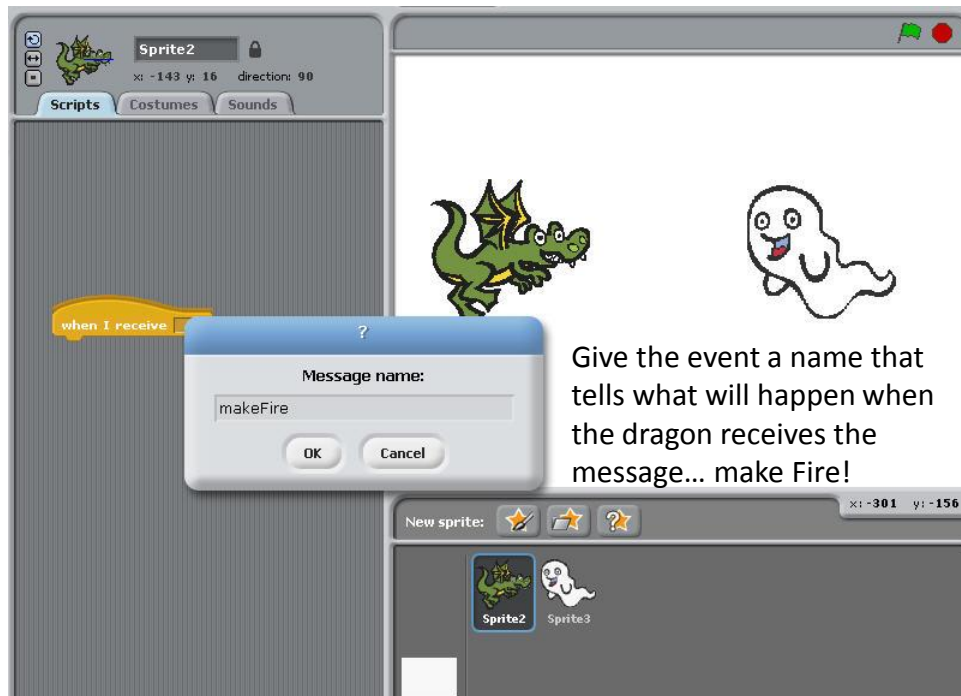 Sprite2
x: -143 y: 16 direction: 90
Scripts Costumes Sounds
when I receive
?
Message name:
makeFire
OK Cancel
Give the event a name that
tells what will happen when
the dragon receives the
message… make Fire!
x: -301 y: -156
New sprite:
Sprite2 Sprite3